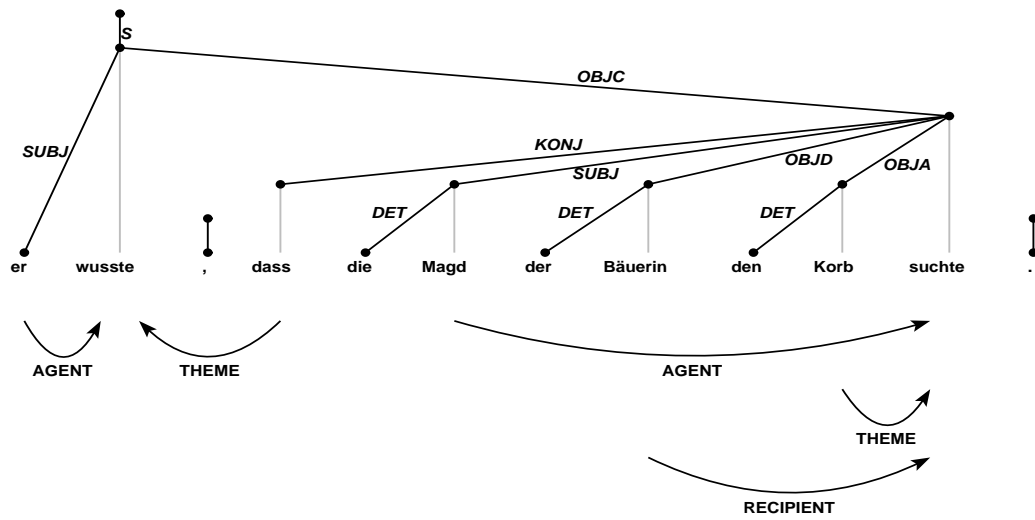 S
OBJC
SUBJ
KONJ
SUBJ
OBJD
OBJA
DET
DET
DET
er wusste , dass die Magd der Bäuerin den Korb suchte .
AGENT THEME AGENT
THEME
RECIPIENT